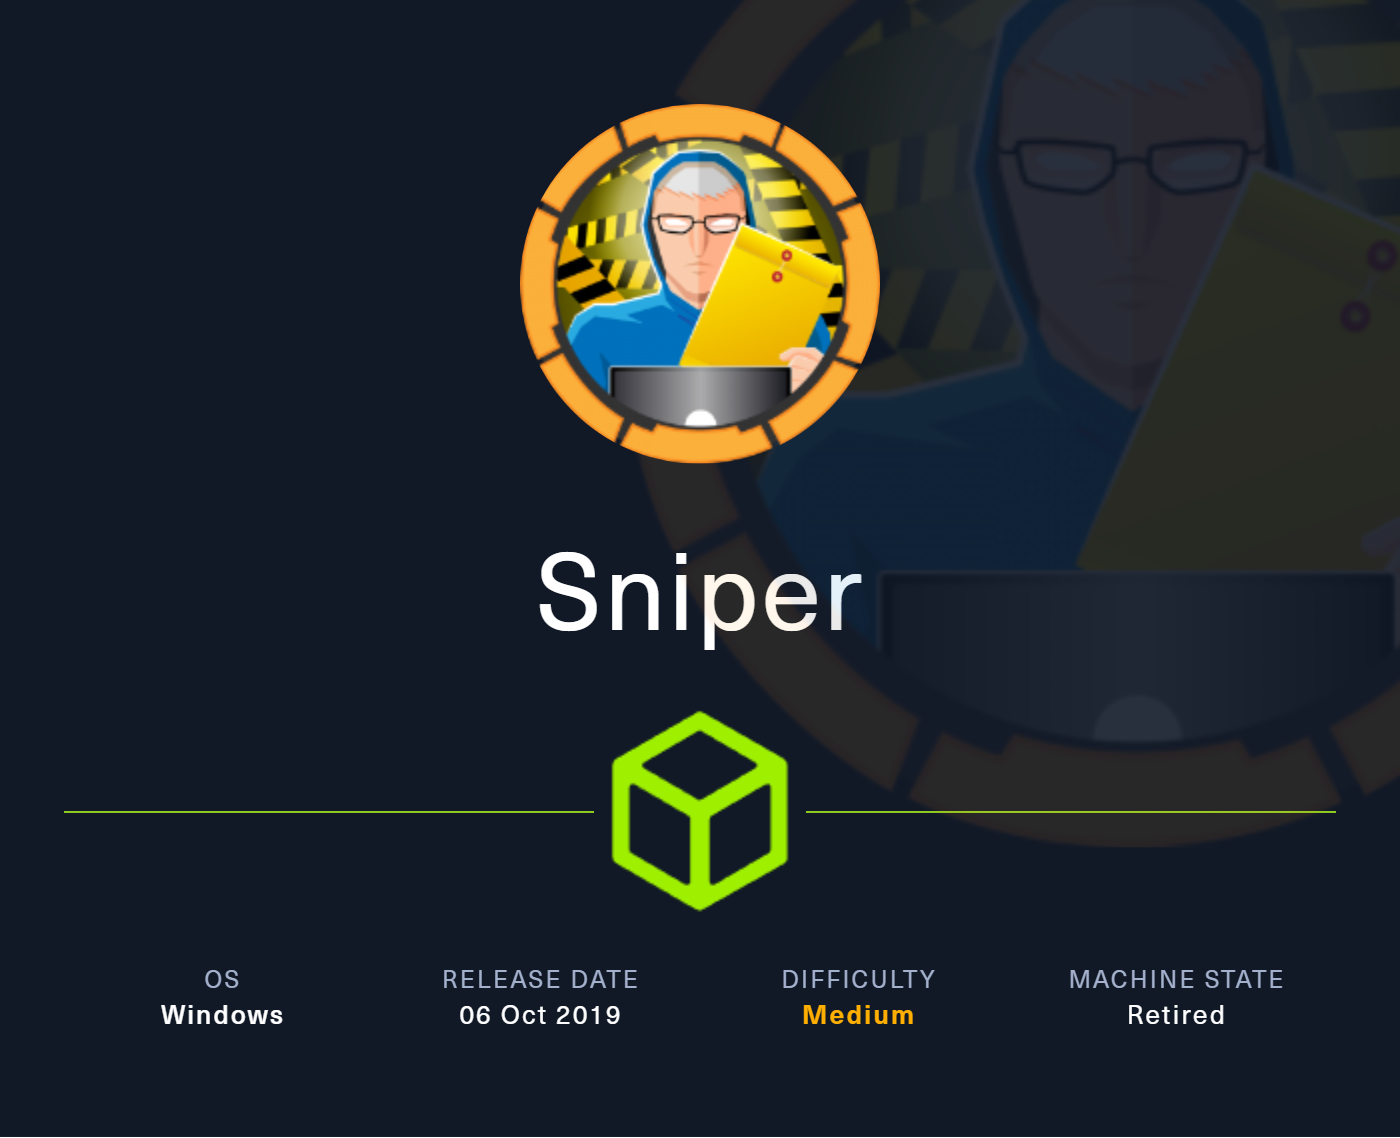 Sniper
OS
Windows
RELEASE DATE
06 Oct 2019
DIFFICULTY
Medium
MACHINE STATE
Retired